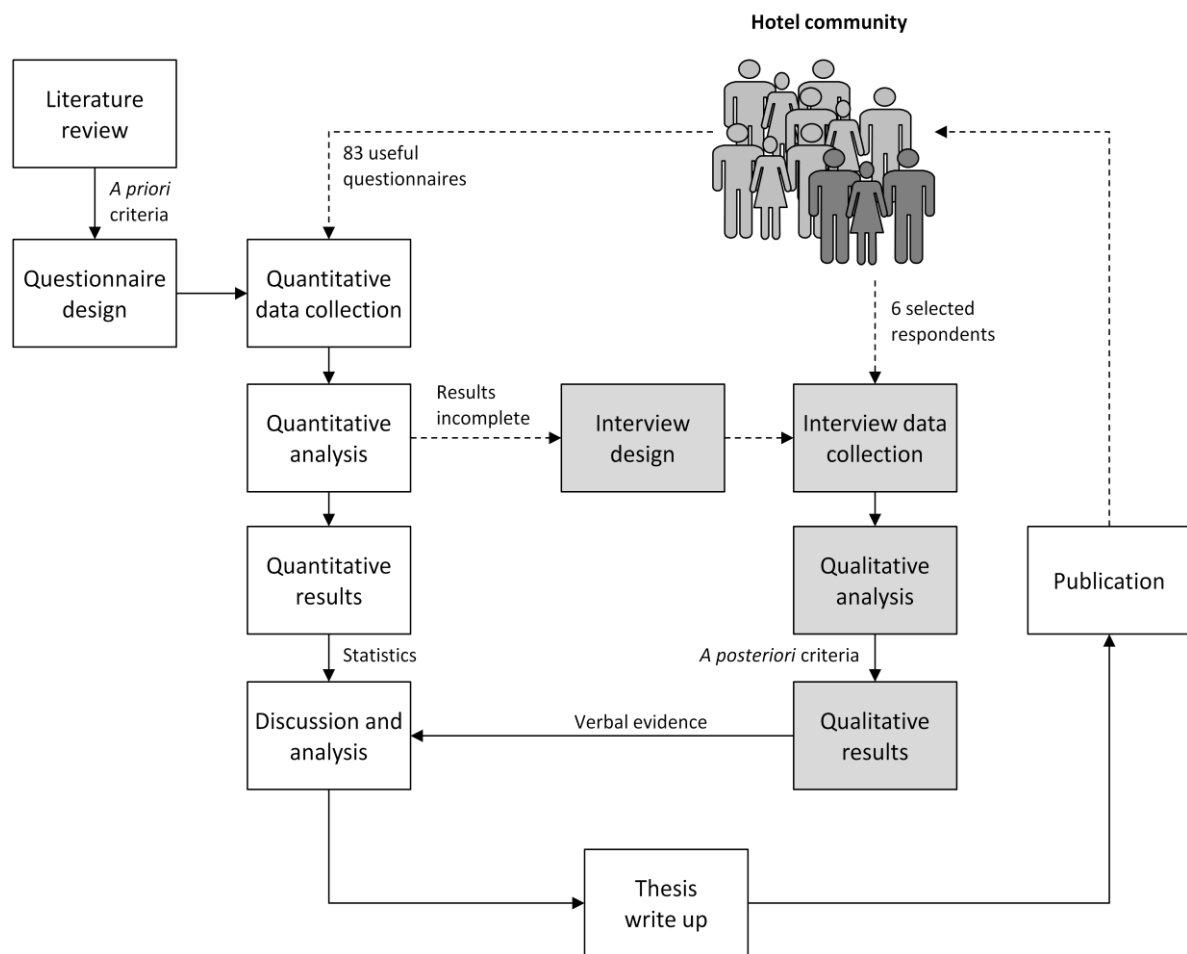 Hotel community
Literature
review
83 useful
questionnaires
A priori
criteria
Questionnaire
design
Quantitative
data collection
6 selected
respondents
Quantitative
analysis
Results
incomplete
Interview
design
Interview data
collection
Quantitative
results
Qualitative
analysis
Publication
Statistics
A posteriori criteria
Discussion and
analysis
Verbal evidence
Qualitative
results
Thesis
write up